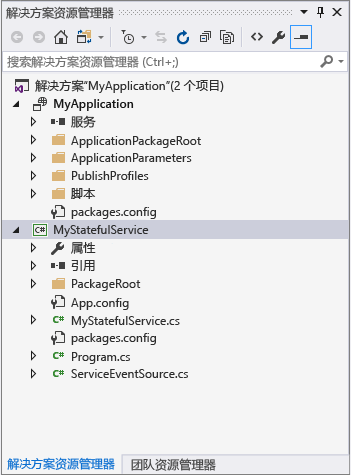 解决方案资源管理器
搜索解决方案资源管理器 (Ctrl+;)
解决方案"MyApplication"(2 个项目)
MyApplication
服务
ApplicationPackageRoot
ApplicationParameters
PublishProfiles
脚本
packages.config
C# MyStatefulService
属性
引用
PackageRoot
App.config
C# MyStatefulService.cs
packages.config
C# Program.cs
C# ServiceEventSource.cs
解决方案资源管理器 团队资源管理器